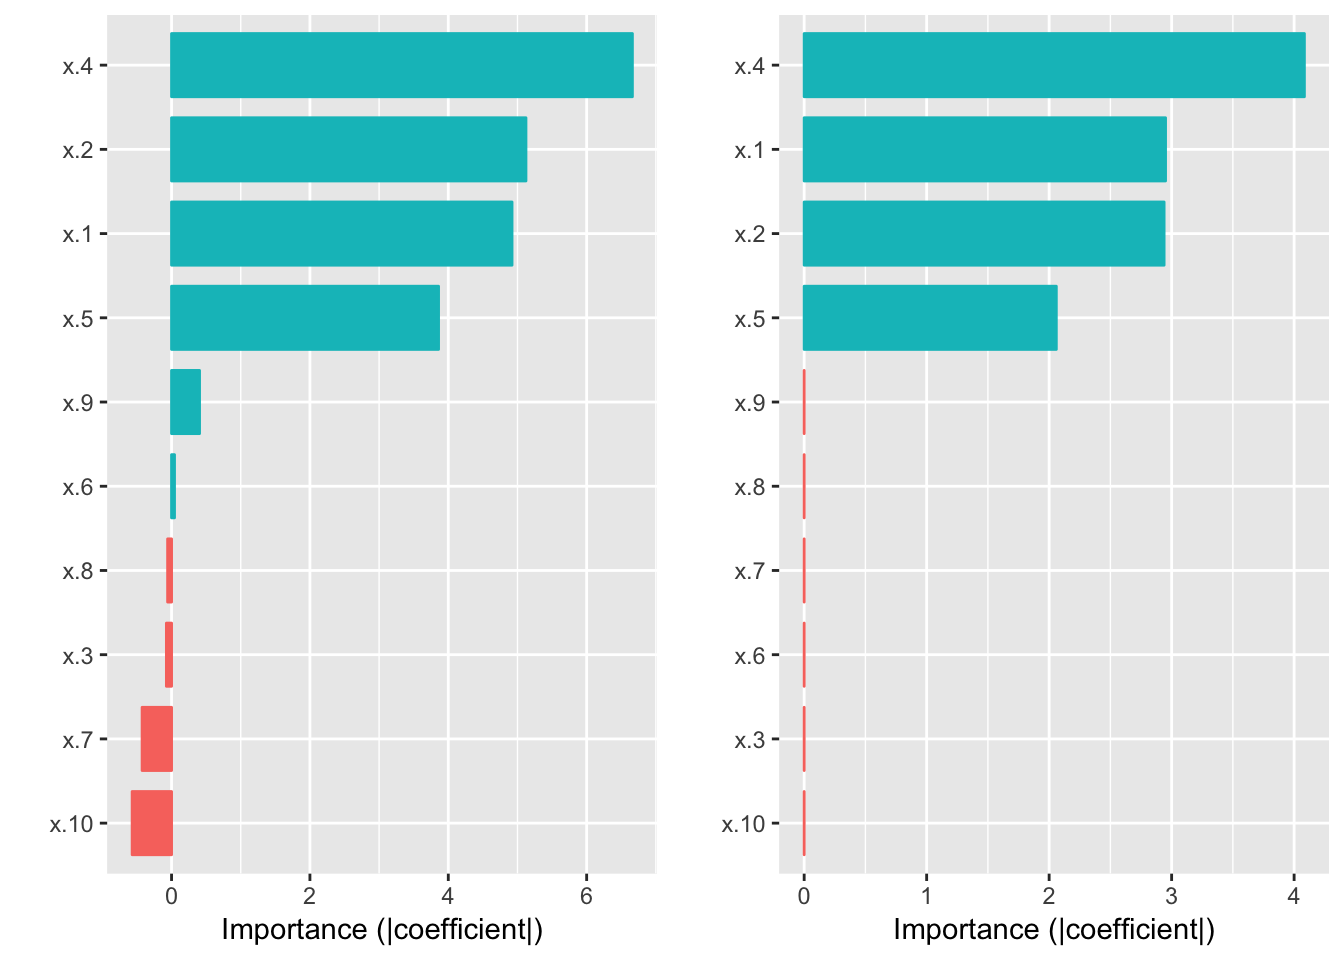 x.4
x.2
x.1
x.5
x.9
x.6
x.8
x.3
x.7
x.10
0 2 4 6
Importance (|coefficient|)
x.4
x.1
x.2
x.5
x.9
x.8
x.7
x.6
x.3
x.10
0 1 2 3 4
Importance (|coefficient|)